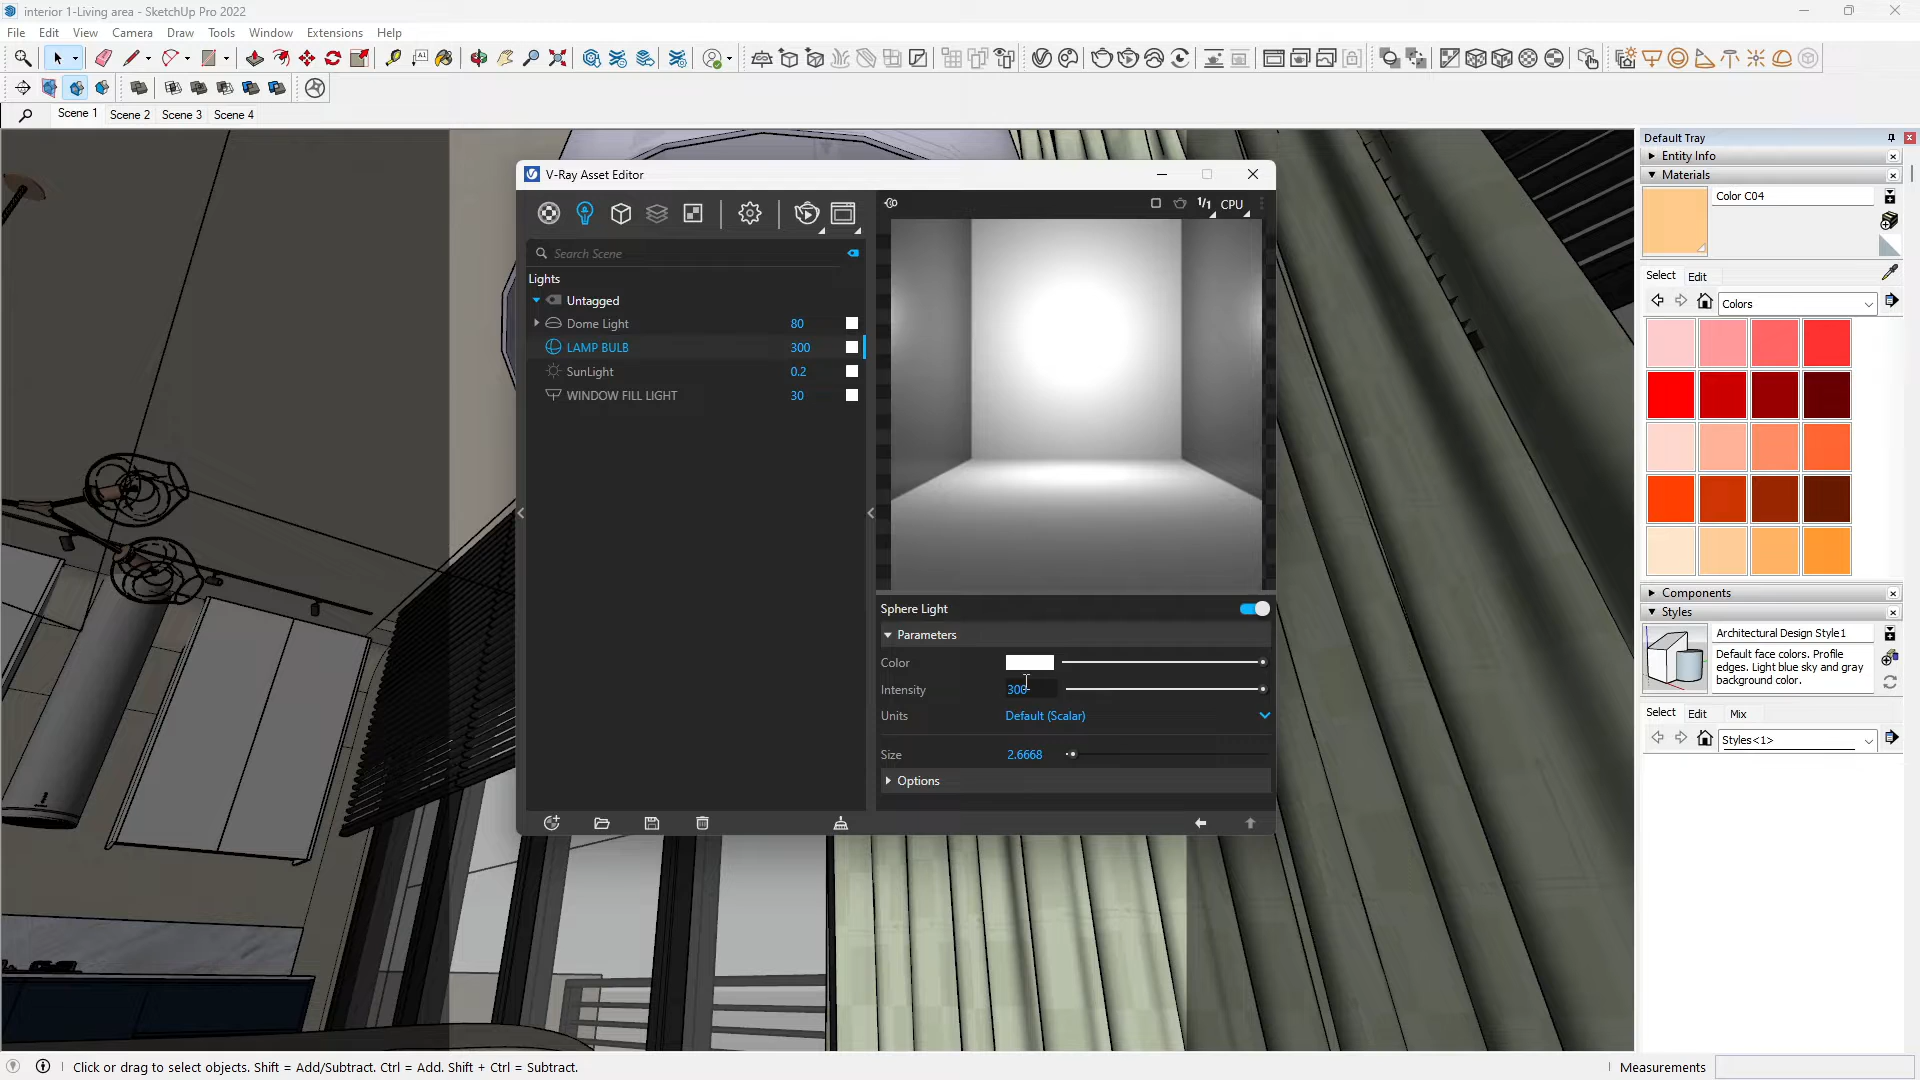 interior 1-Living area - SketchUp Pro 2022
File Edit View Camera Draw Tools Window Extensions Help
Scene 1 Scene 2 Scene 3 Scene 4
V-Ray Asset Editor
1/1 CPU
Search Scene
Lights
Untagged
Dome Light 80
LAMP BULB 300
SunLight 0.2
WINDOW FILL LIGHT 30
Sphere Light
Parameters
Color
Intensity 300
Units Default (Scalar)
Size 2.6668
Options
Default Tray
Entity Info
Materials
Color C04
Select Edit
Colors
Components
Styles
Architectural Design Style1
Default face colors. Profile
edges. Light blue sky and gray
background color.
Select Edit Mix
Styles<1>
Click or drag to select objects. Shift = Add/Subtract. Ctrl = Add. Shift + Ctrl = Subtract.
Measurements